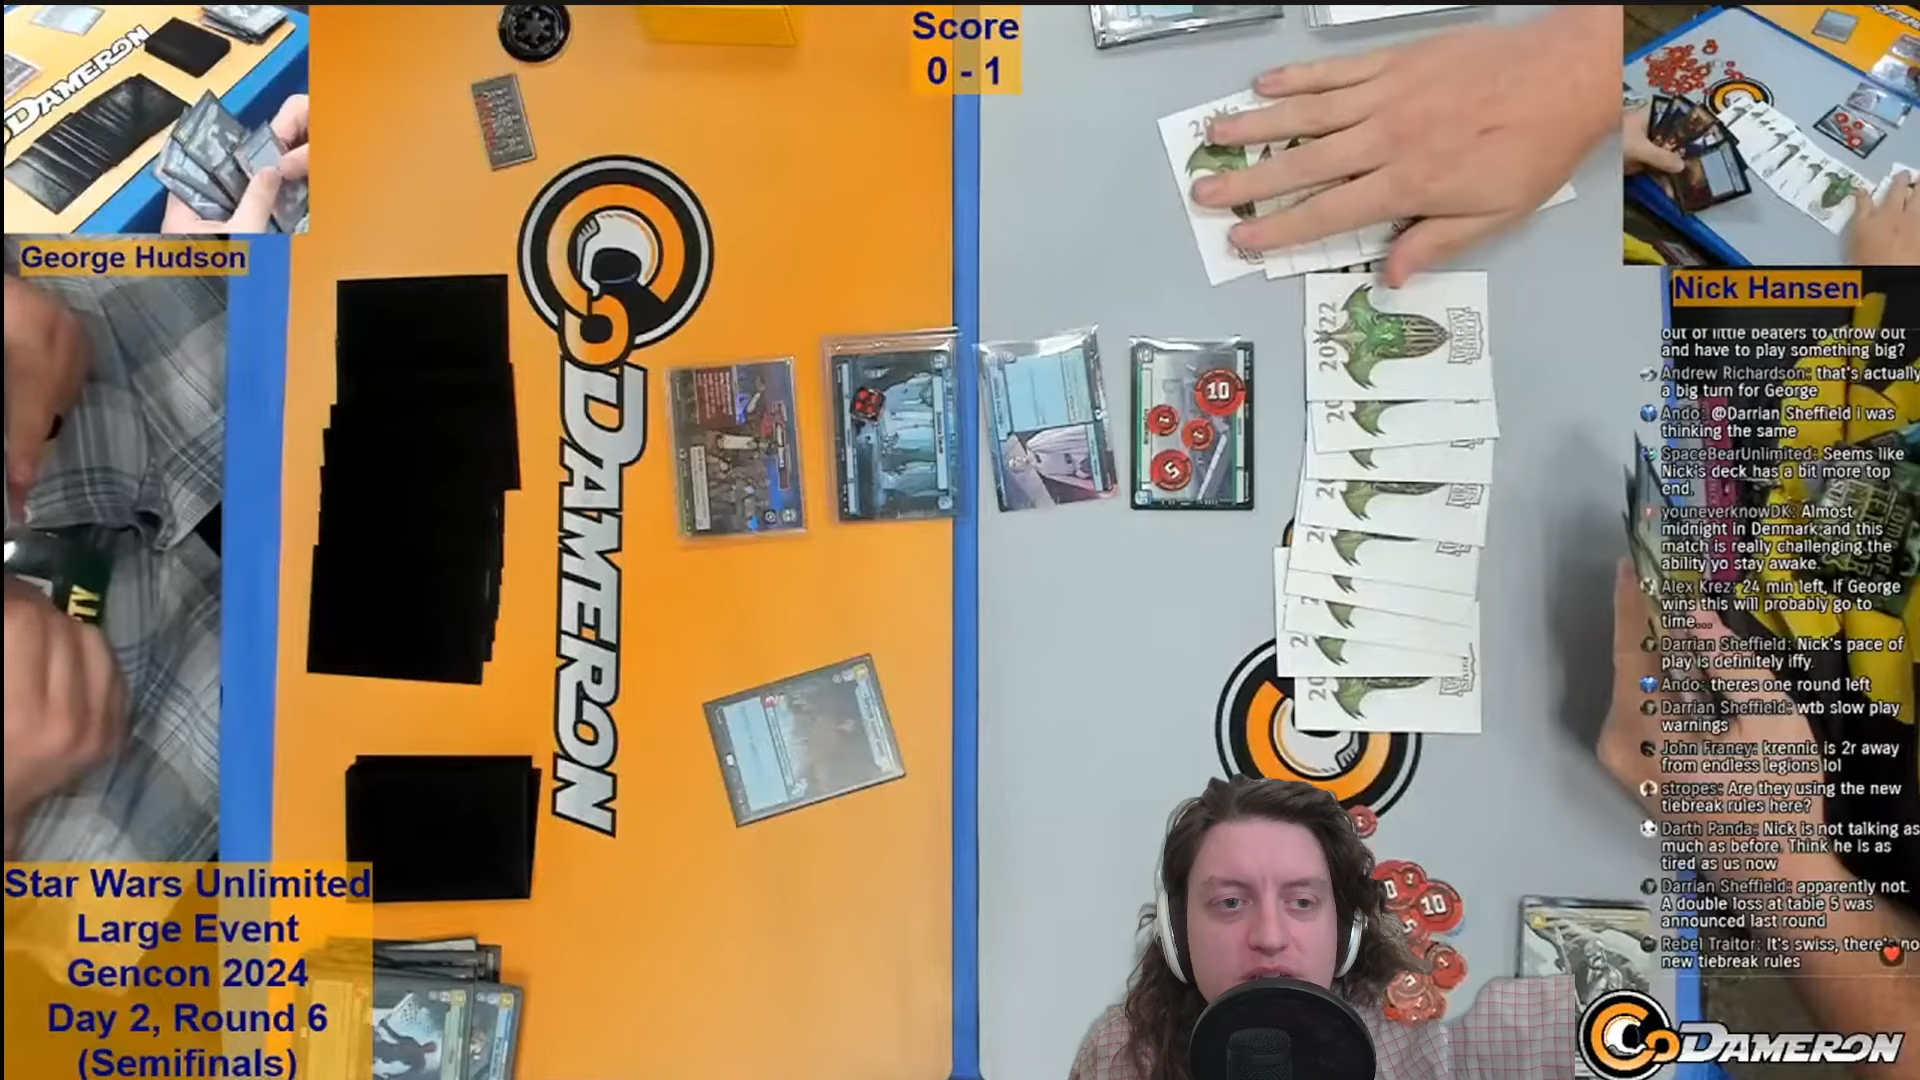 Score
0 - 1
DAMERON
George Hudson
Nick Hansen
DAMERON
20
2022
10
5
20
20
out of little beaters to throw out
and have to play something big?
Andrew Richardson: that's actually
a big turn for George
Ando: @Darrian Sheffield i was
thinking the same
SpaceBearUnlimited: Seems like
Nick's deck has a bit more top
end.
youneverknowDK: Almost
midnight in Denmark and this
match is really challenging the
ability yo stay awake.
Alex Krez: 24 min left, If George
wins this will probably go to
time...
Darrian Sheffield: Nick's pace of
play is definitely iffy.
Ando: theres one round left
Darrian Sheffield: wtb slow play
warnings
John Franey: krennic is 2r away
from endless legions lol
stropes: Are they using the new
tiebreak rules here?
Darth Panda: Nick is not talking as
much as before. Think he is as
tired as us now
Darrian Sheffield: apparently not.
A double loss at table 5 was
announced last round
Rebel Traitor: It's swiss, there's no
new tiebreak rules
10
Star Wars Unlimited
Large Event
Gencon 2024
Day 2, Round 6
(Semifinals)
DAMERON